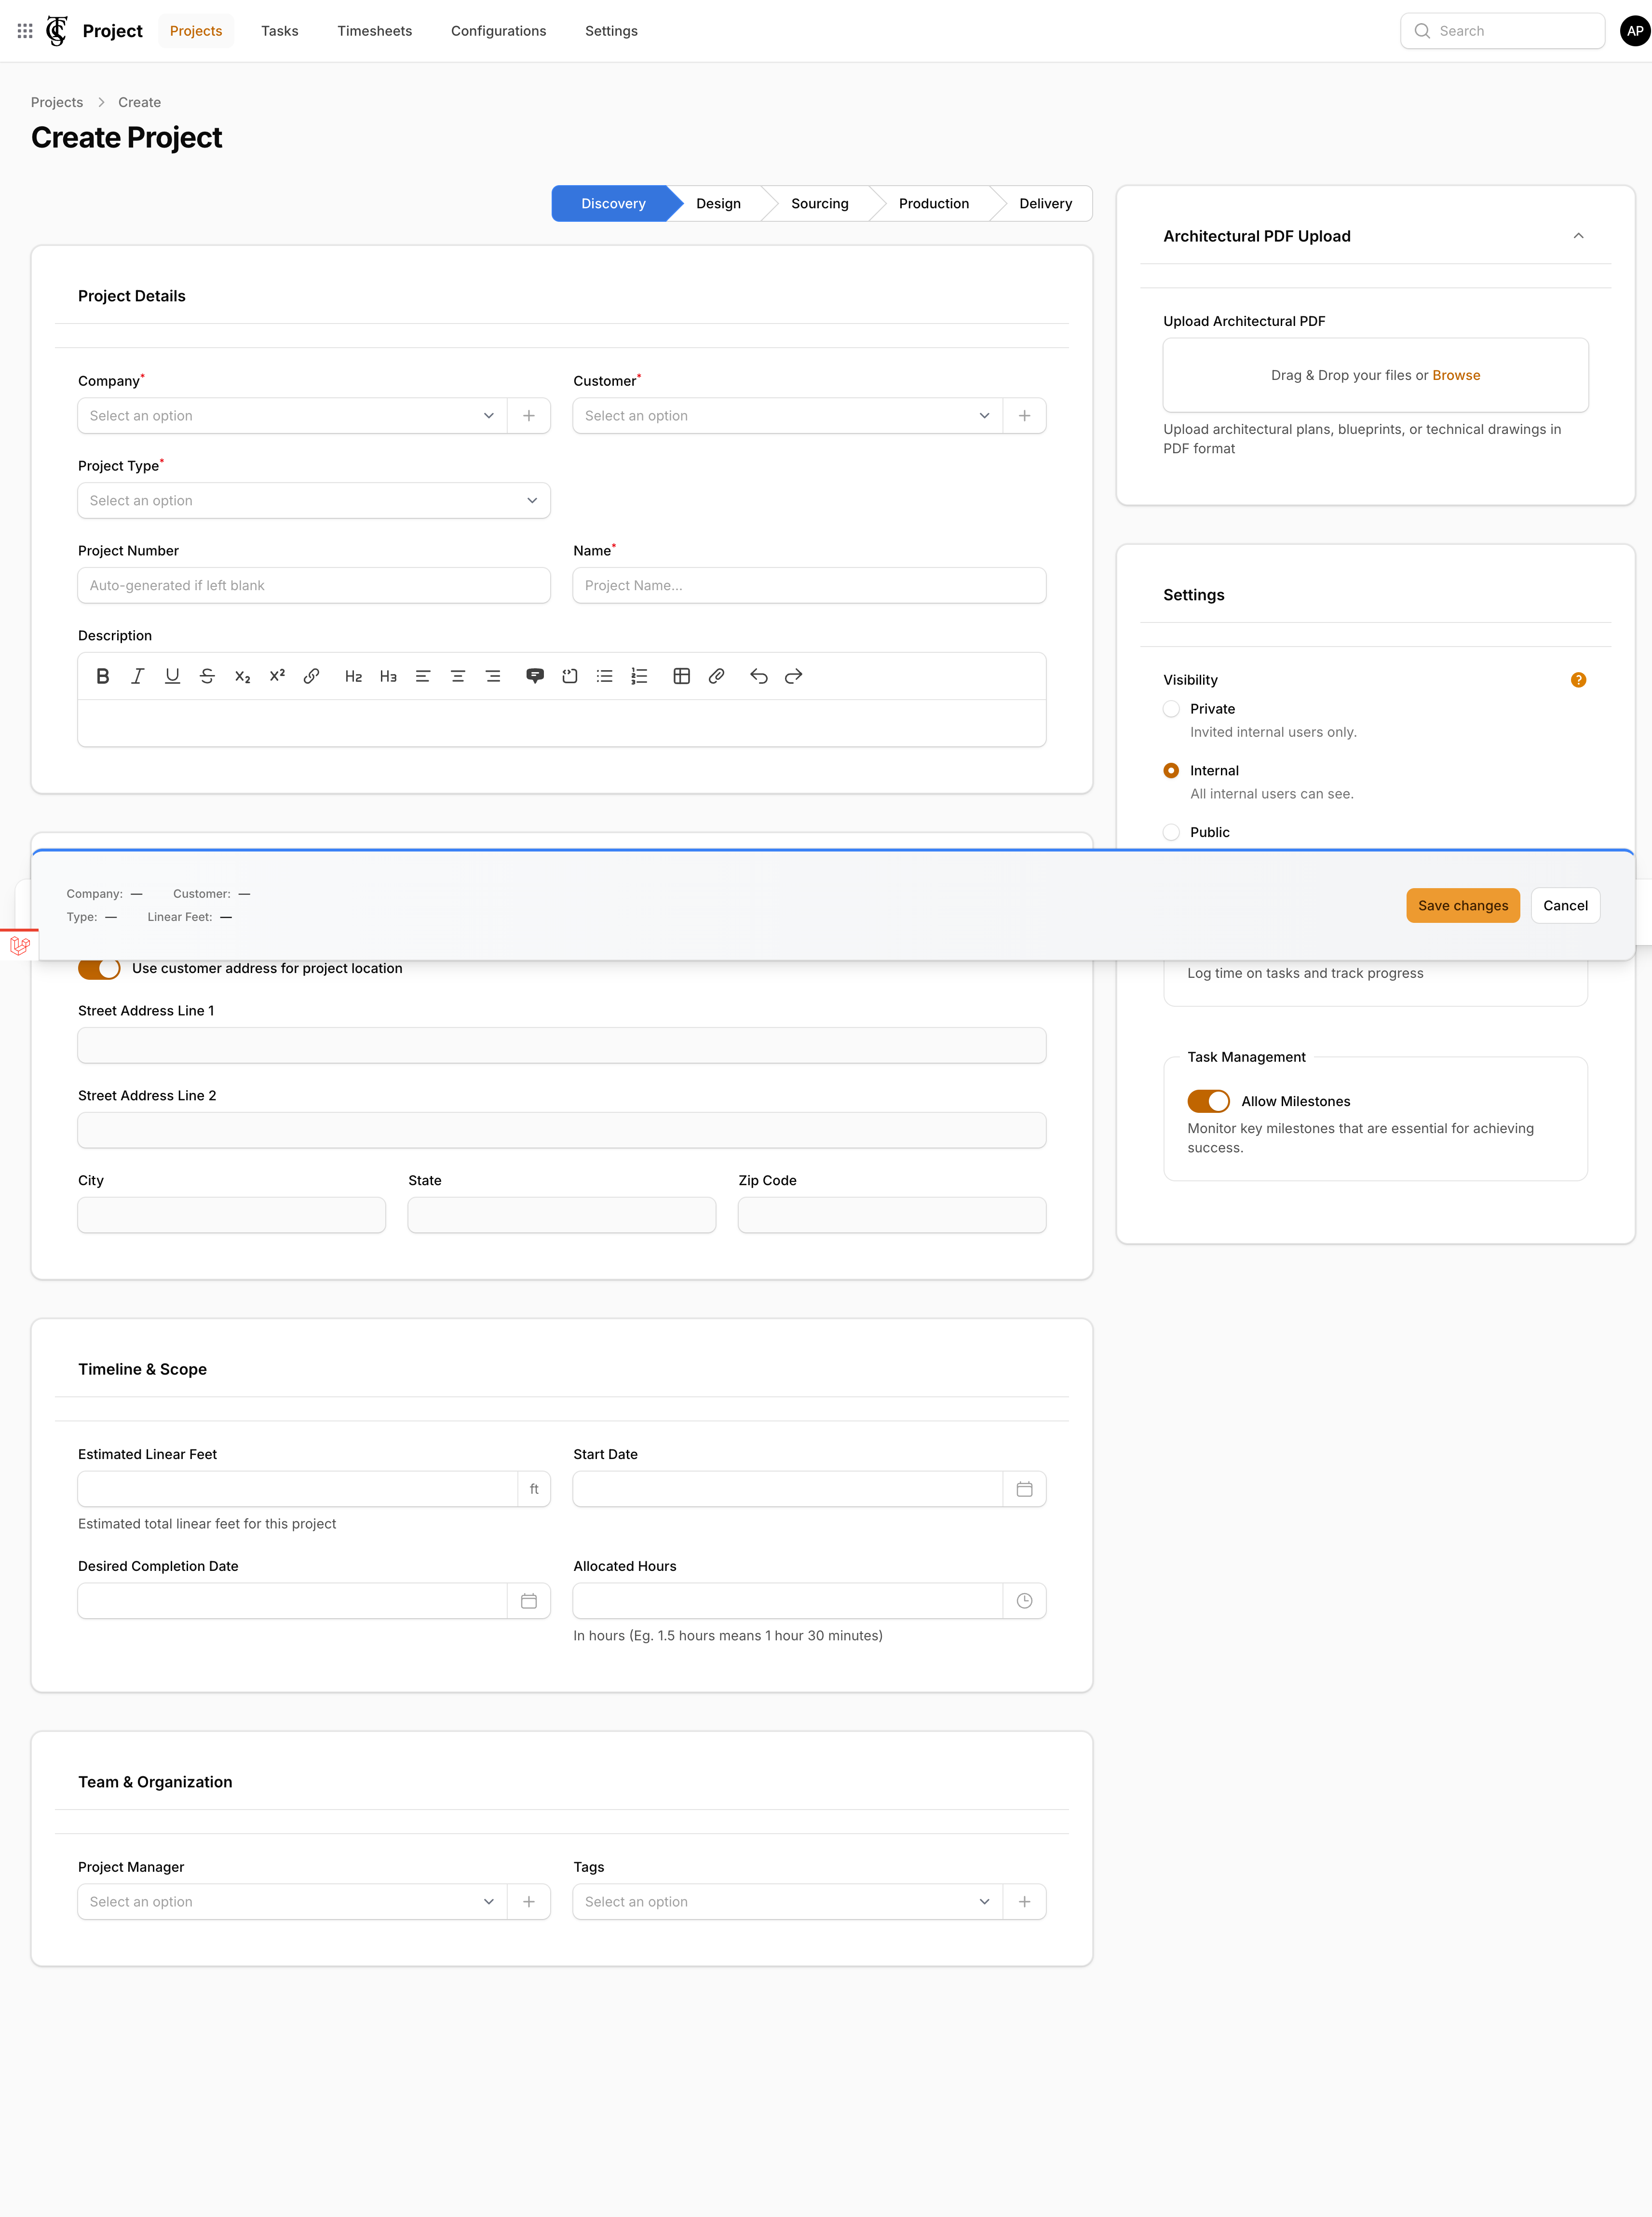 Project
Projects
Tasks
Timesheets
Configurations
Settings
Search
AP
Projects
Create
Create Project
Discovery
Design
Sourcing
Production
Delivery
Project Details
Company*
Customer*
Select an option
Select an option
Project Type*
Select an option
Project Number
Name*
Auto-generated if left blank
Project Name...
Description
H2
H3
Architectural PDF Upload
Upload Architectural PDF
Drag & Drop your files or Browse
Upload architectural plans, blueprints, or technical drawings in
PDF format
Settings
Visibility
?
Private
Invited internal users only.
Internal
All internal users can see.
Public
Company: —
Customer: —
Type: —
Linear Feet: —
Save changes
Cancel
Use customer address for project location
Street Address Line 1
Street Address Line 2
City
State
Zip Code
Log time on tasks and track progress
Task Management
Allow Milestones
Monitor key milestones that are essential for achieving
success.
Timeline & Scope
Estimated Linear Feet
Start Date
ft
Estimated total linear feet for this project
Desired Completion Date
Allocated Hours
In hours (Eg. 1.5 hours means 1 hour 30 minutes)
Team & Organization
Project Manager
Tags
Select an option
Select an option